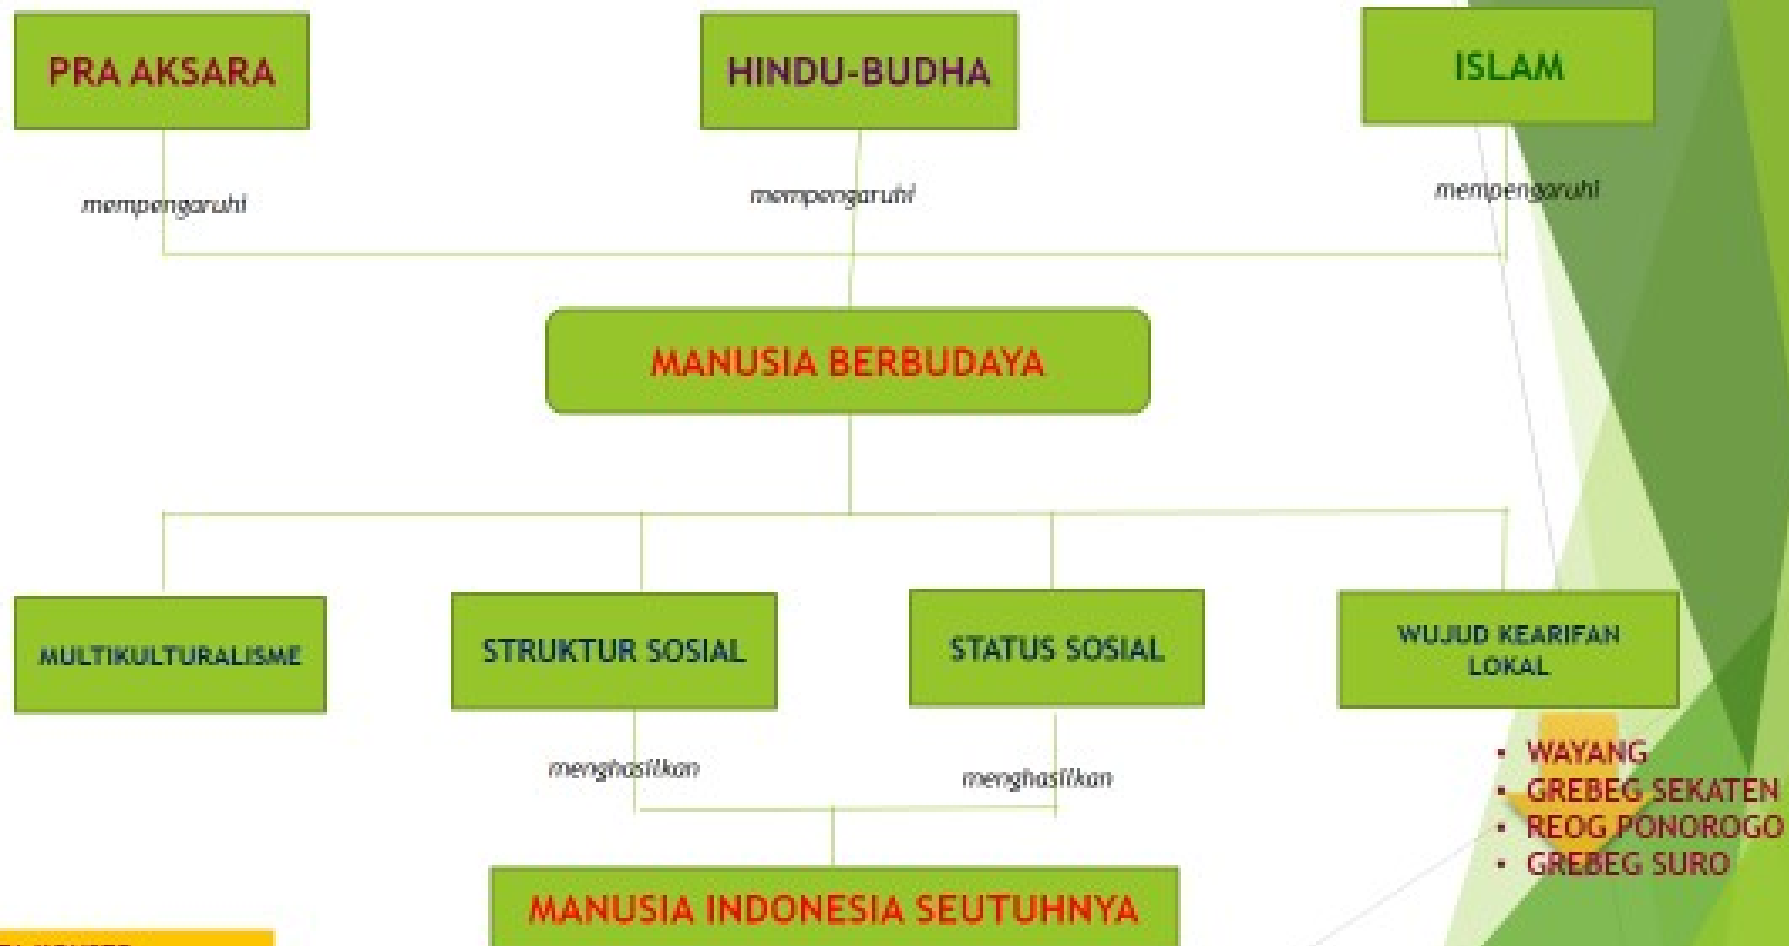 PRA AKSARA
HINDU-BUDHA
ISLAM
mempengaruhi
mempengaruhi
mempengaruhi
MANUSIA BERBUDAYA
MULTIKULTURALISME
STRUKTUR SOSIAL
STATUS SOSIAL
WUJUD KEARIFAN
LOKAL
menghasilkan
menghasilkan
• WAYANG
• GREBEG SEKATEN
• REOG PONOROGO
• GREBEG SURO
MANUSIA INDONESIA SEUTUHNYA